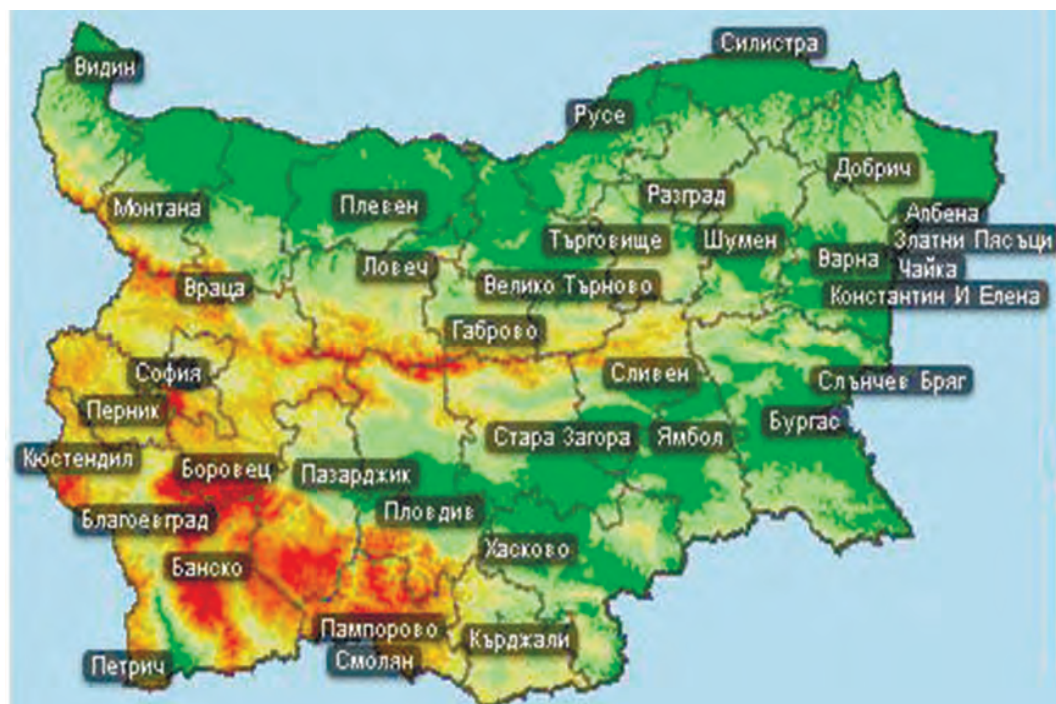 Силистра
Видин
Русе
Добрич
Разград
Монтана
Плевен
Албена
Търговище
Шумен
Златни Пясъци
Варна
Ловеч
Чайка
Враца
Велико Търново
Константин И Елена
Габрово
София
Сливен
Слънчев Бряг
Перник
Бургас
Стара Загора
Ямбол
Кюстендил
Боровец
Пазарджик
Благоевград
Пловдив
Хасково
Банско
Пампорово
Кърджали
Петрич
Смолян